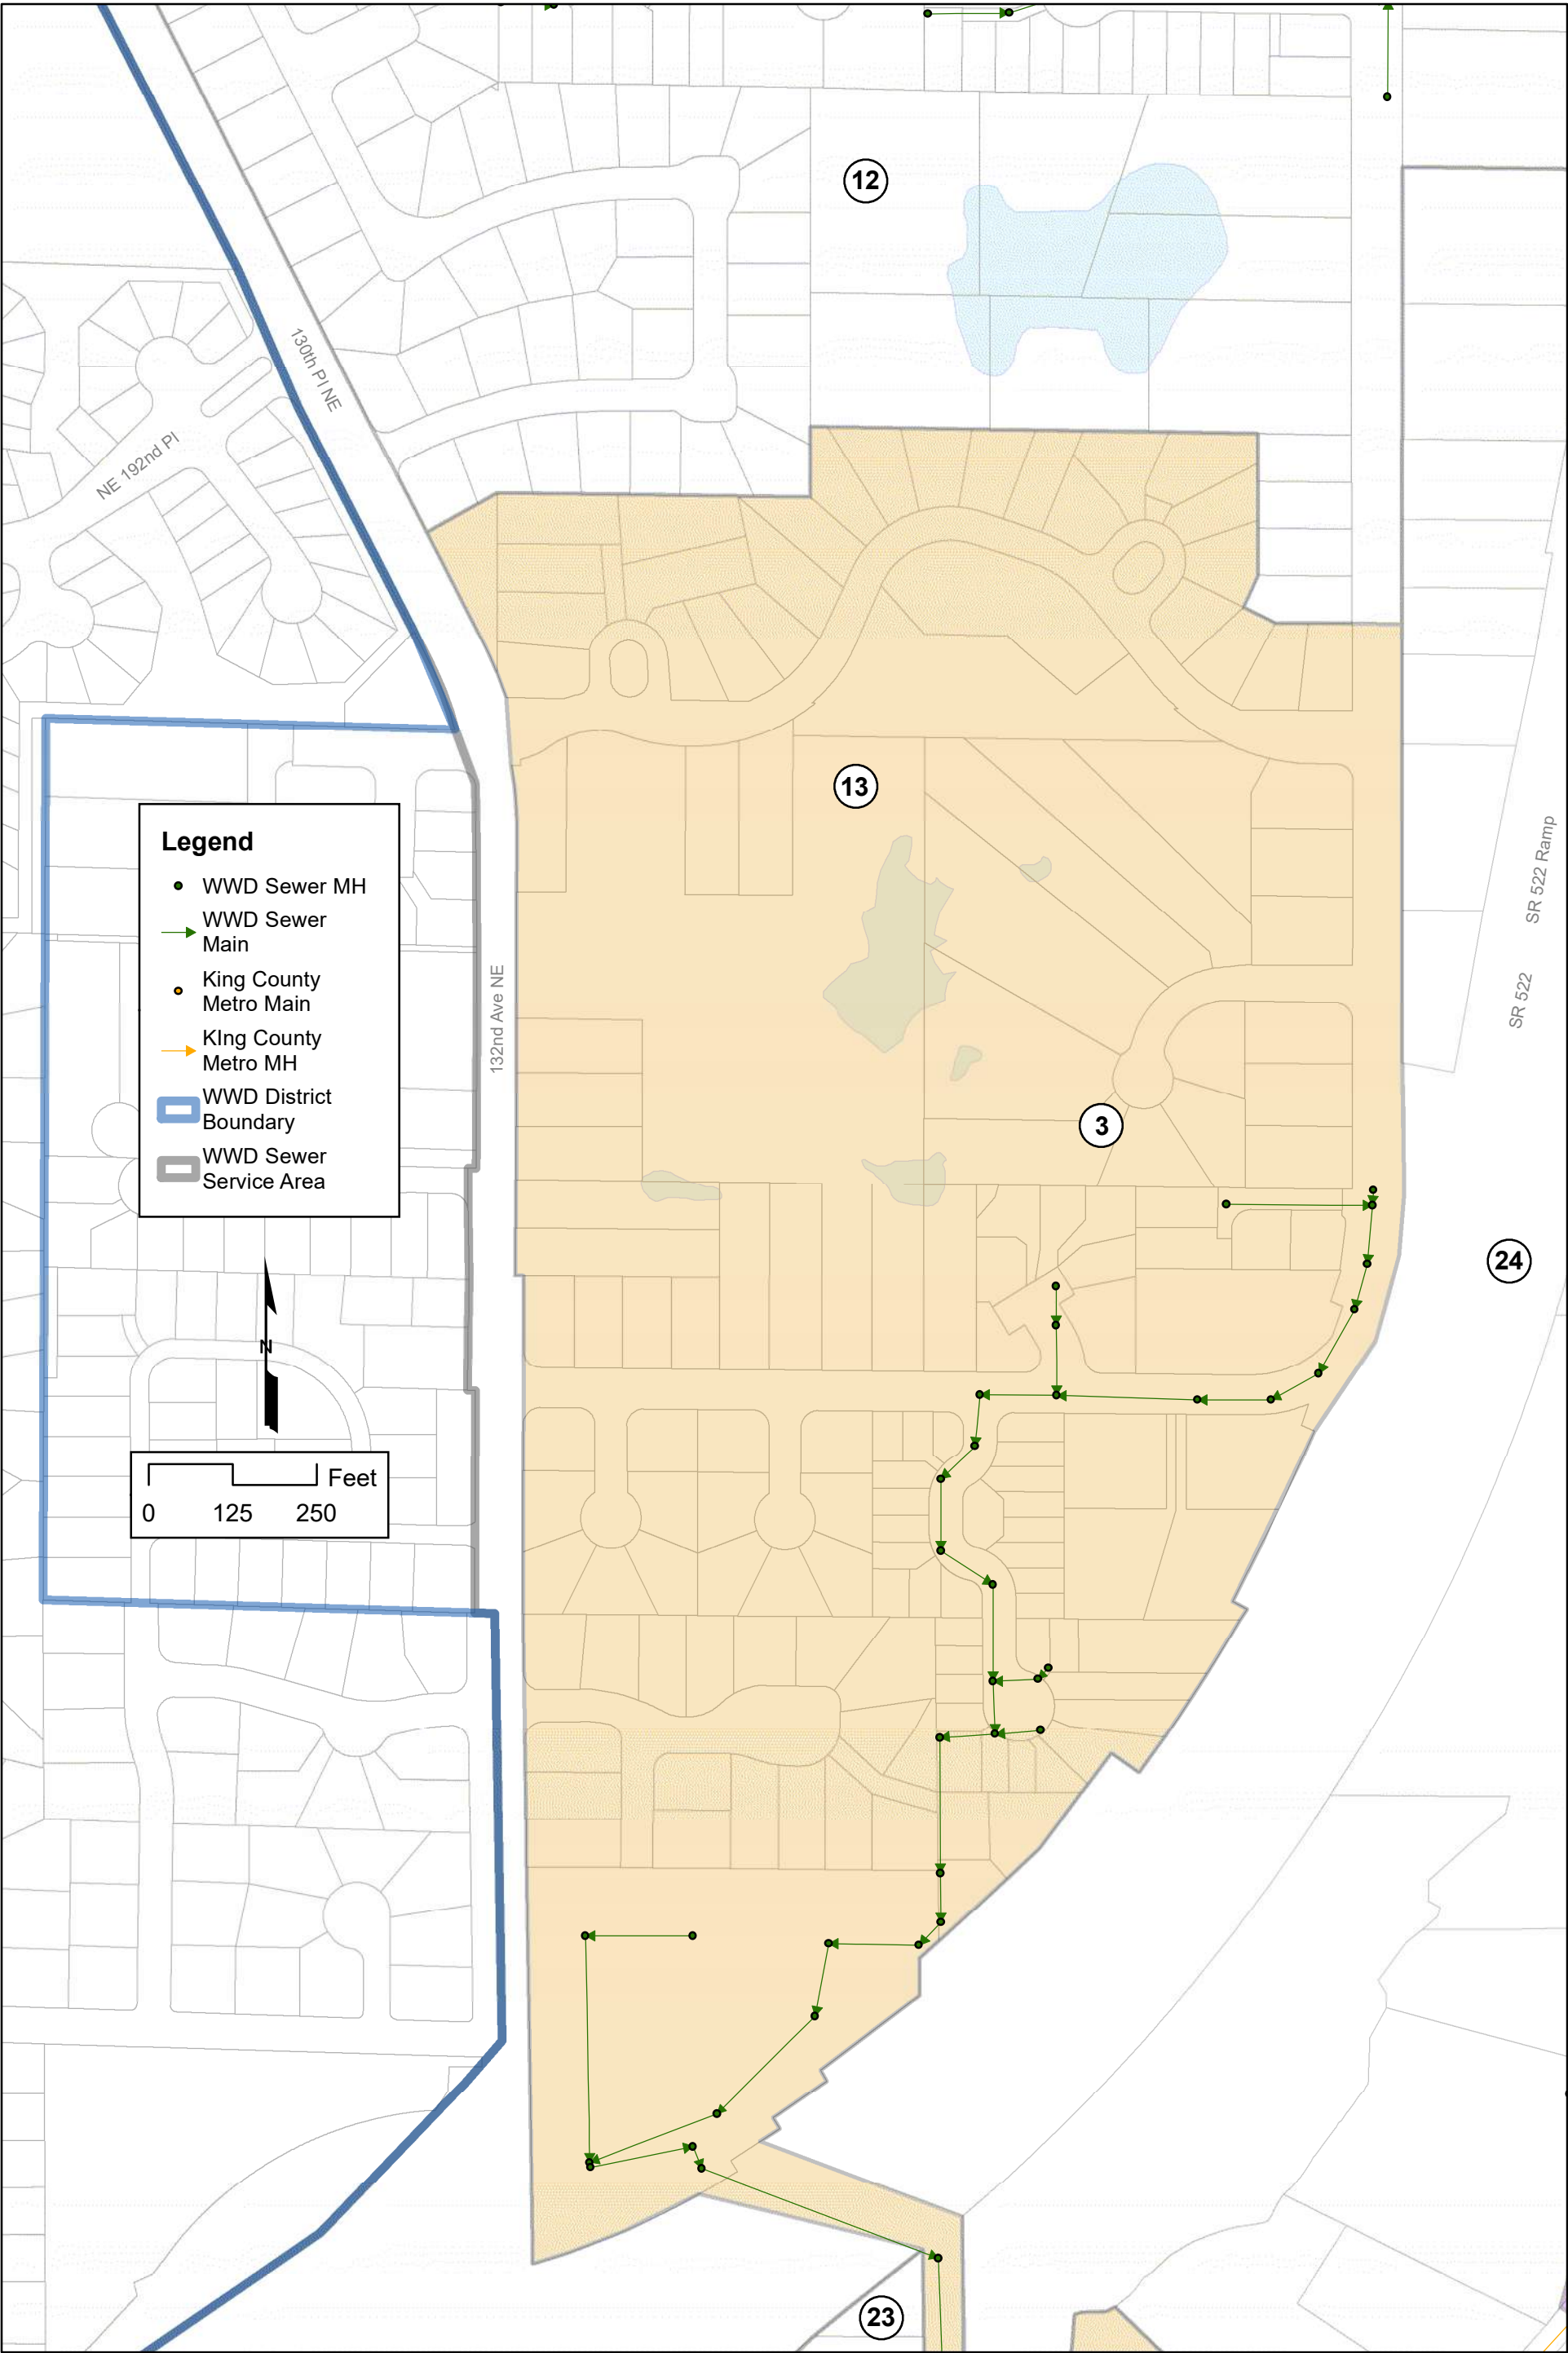 12
130th Pl NE
NE 192nd Pl
13
SR 522 Ramp
Legend
WWD Sewer MH
WWD Sewer
Main
King County
Metro Main
KIng County
Metro MH
WWD District
Boundary
WWD Sewer
Service Area
132nd Ave NE
SR 522
3
24
N
Feet
0 125 250
23